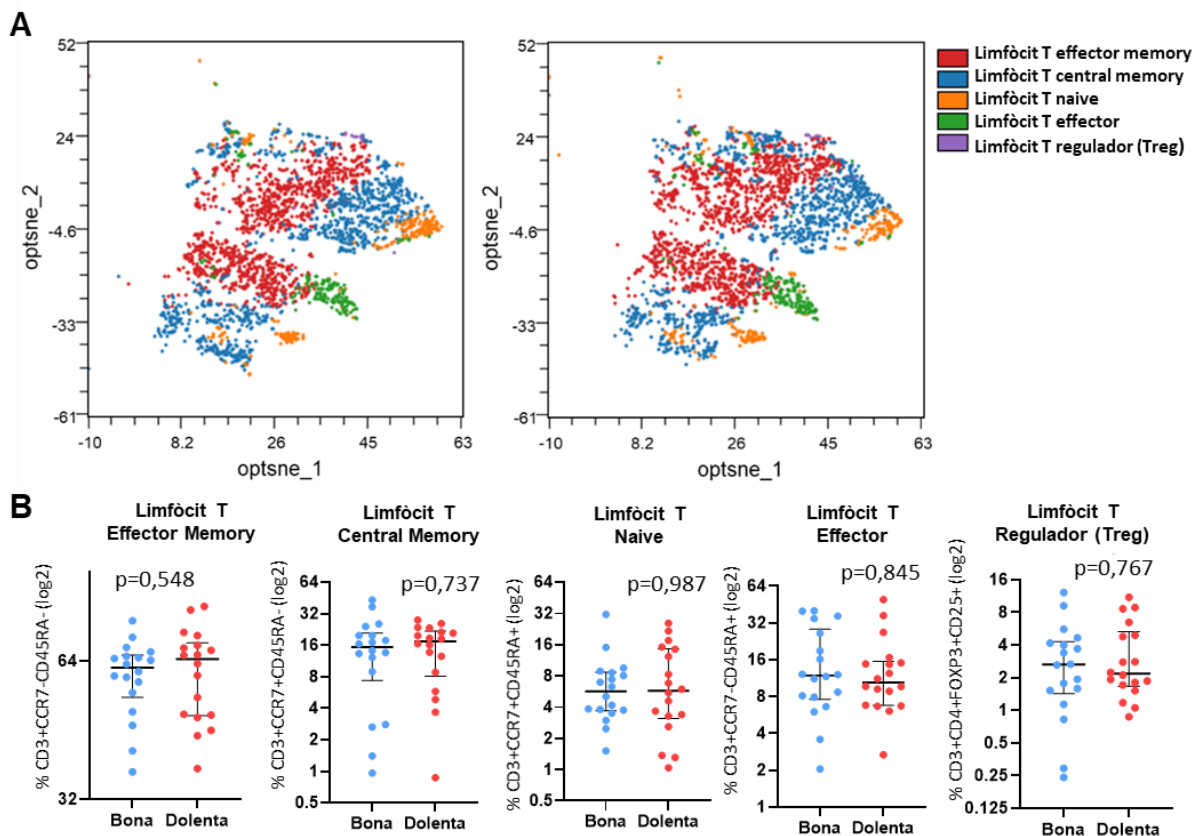 A
52
24
-4.6
-33
-61
optsne_2
-10
8.2
26
45
63
optsne_1
52
24
-4.6
-33
-61
optsne_2
-10
8.2
26
45
63
optsne_1
Limfòcit T effector memory
Limfòcit T central memory
Limfòcit T naive
Limfòcit T effector
Limfòcit T regulador (Treg)
B
Limfòcit T
Effector Memory
p=0,548
% CD3+CCR7-CD45RA- (log2)
64
32
Bona
Dolenta
Limfòcit T
Central Memory
p=0,737
% CD3+CCR7+CD45RA- (log2)
64
32
16
8
4
2
1
0.5
Bona
Dolenta
Limfòcit T
Naive
p=0,987
% CD3+CCR7+CD45RA+ (log2)
64
32
16
8
4
2
1
0.5
Bona
Dolenta
Limfòcit T
Effector
p=0,845
% CD3+CCR7-CD45RA+ (log2)
64
32
16
8
4
2
1
Bona
Dolenta
Limfòcit T
Regulador (Treg)
p=0,767
% CD3+CD4+FOXP3+CD25+ (log2)
16
8
4
2
1
0.5
0.25
0.125
Bona
Dolenta